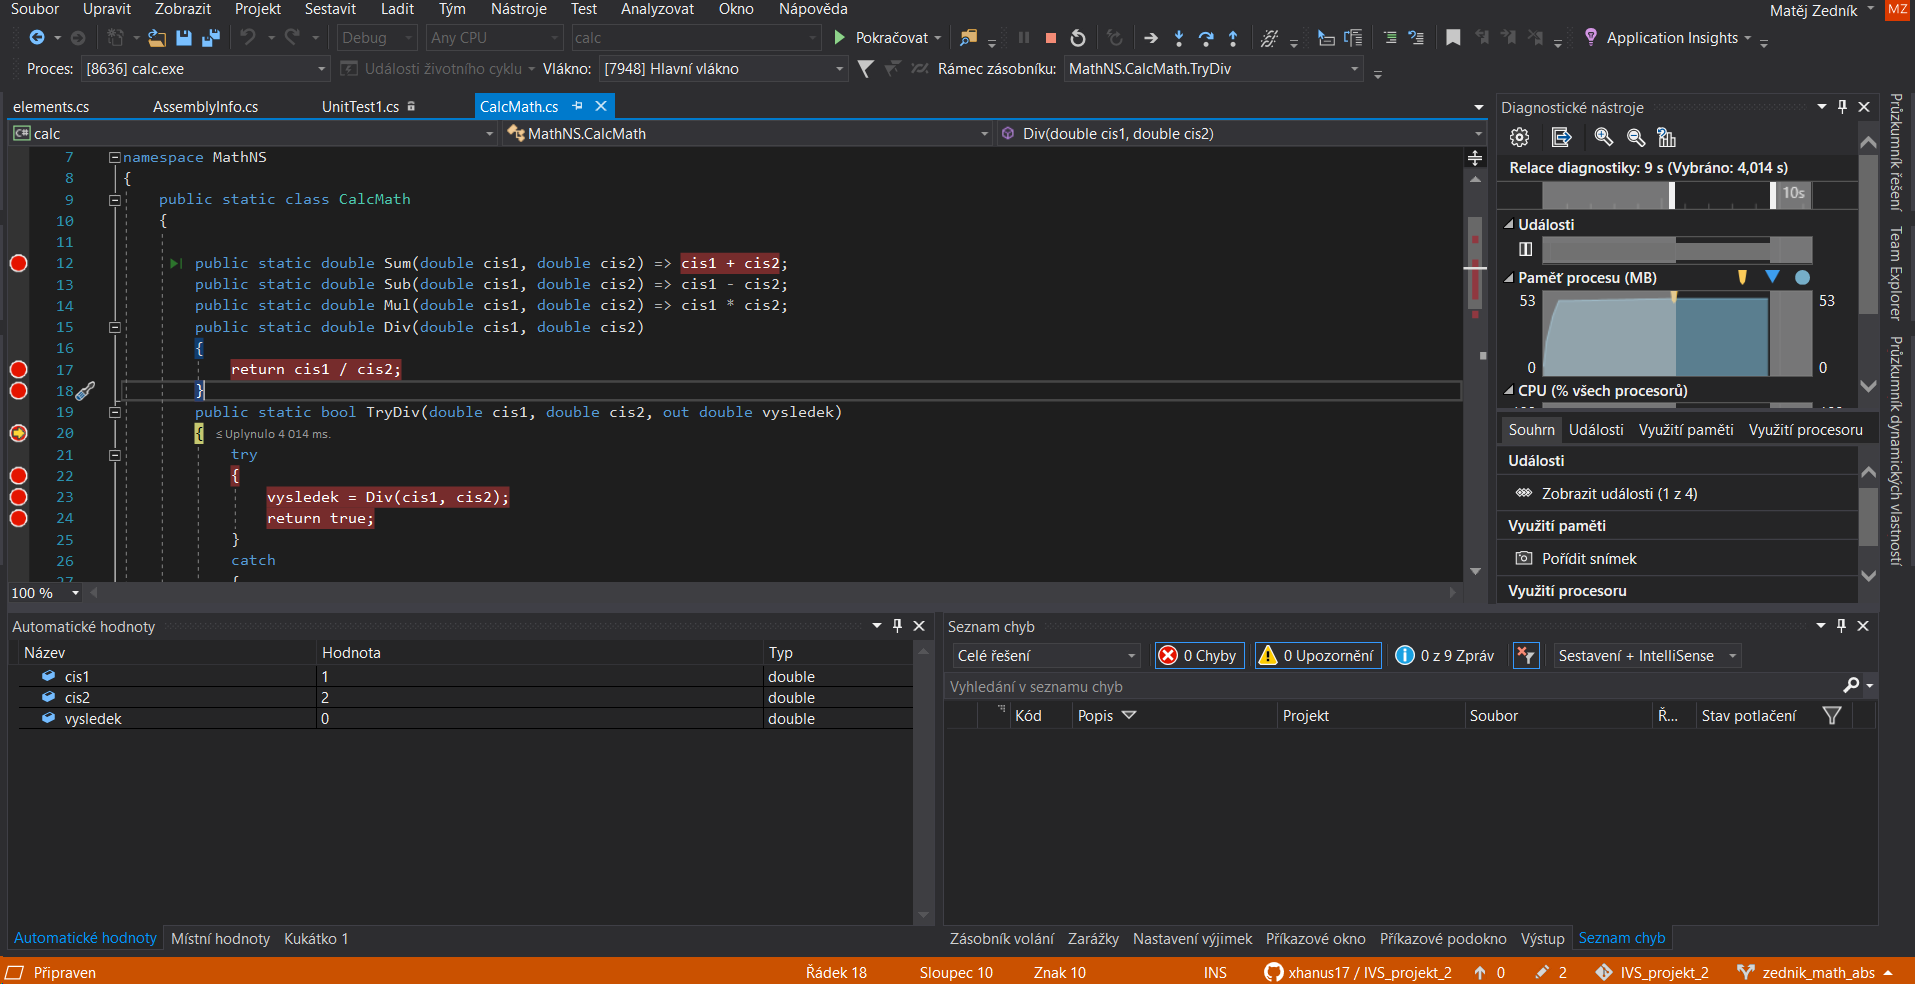 Soubor Upravit Zobrazit Projekt Sestavit Ladit Tým Nástroje Test Analyzovat Okno Nápověda Matěj Zedník MZ
Debug Any CPU calc Pokračovat Application Insights
Proces: [8636] calc.exe Události životního cyklu Vlákno: [7948] Hlavní vlákno Rámec zásobníku: MathNS.CalcMath.TryDiv
elements.cs AssemblyInfo.cs UnitTest1.cs CalcMath.cs
C# calc MathNS.CalcMath Div(double cis1, double cis2)
7 namespace MathNS
8 {
9 public static class CalcMath
10 {
11
12 public static double Sum(double cis1, double cis2) => cis1 + cis2;
13 public static double Sub(double cis1, double cis2) => cis1 - cis2;
14 public static double Mul(double cis1, double cis2) => cis1 * cis2;
15 public static double Div(double cis1, double cis2)
16 {
17 return cis1 / cis2;
18 }
19 public static bool TryDiv(double cis1, double cis2, out double vysledek)
20 { ≤ Uplynulo 4 014 ms.
21 try
22 {
23 vysledek = Div(cis1, cis2);
24 return true;
25 }
26 catch
27 {
100 %
Diagnostické nástroje
Relace diagnostiky: 9 s (Vybráno: 4,014 s)
10s
Události
Paměť procesu (MB)
53 53
0 0
CPU (% všech procesorů)
Souhrn Události Využití paměti Využití procesoru
Události
Zobrazit události (1 z 4)
Využití paměti
Pořídit snímek
Využití procesoru
Průzkumník řešení
Team Explorer
Průzkumník dynamických vlastností
Automatické hodnoty
Název Hodnota Typ
cis1 1 double
cis2 2 double
vysledek 0 double
Automatické hodnoty Místní hodnoty Kukátko 1
Seznam chyb
Celé řešení 0 Chyby 0 Upozornění 0 z 9 Zpráv Sestavení + IntelliSense
Vyhledání v seznamu chyb
Kód Popis Projekt Soubor Ř... Stav potlačení
Zásobník volání Zarážky Nastavení výjimek Příkazové okno Příkazové podokno Výstup Seznam chyb
Připraven Řádek 18 Sloupec 10 Znak 10 INS xhanus17 / IVS_projekt_2 0 2 IVS_projekt_2 zednik_math_abs